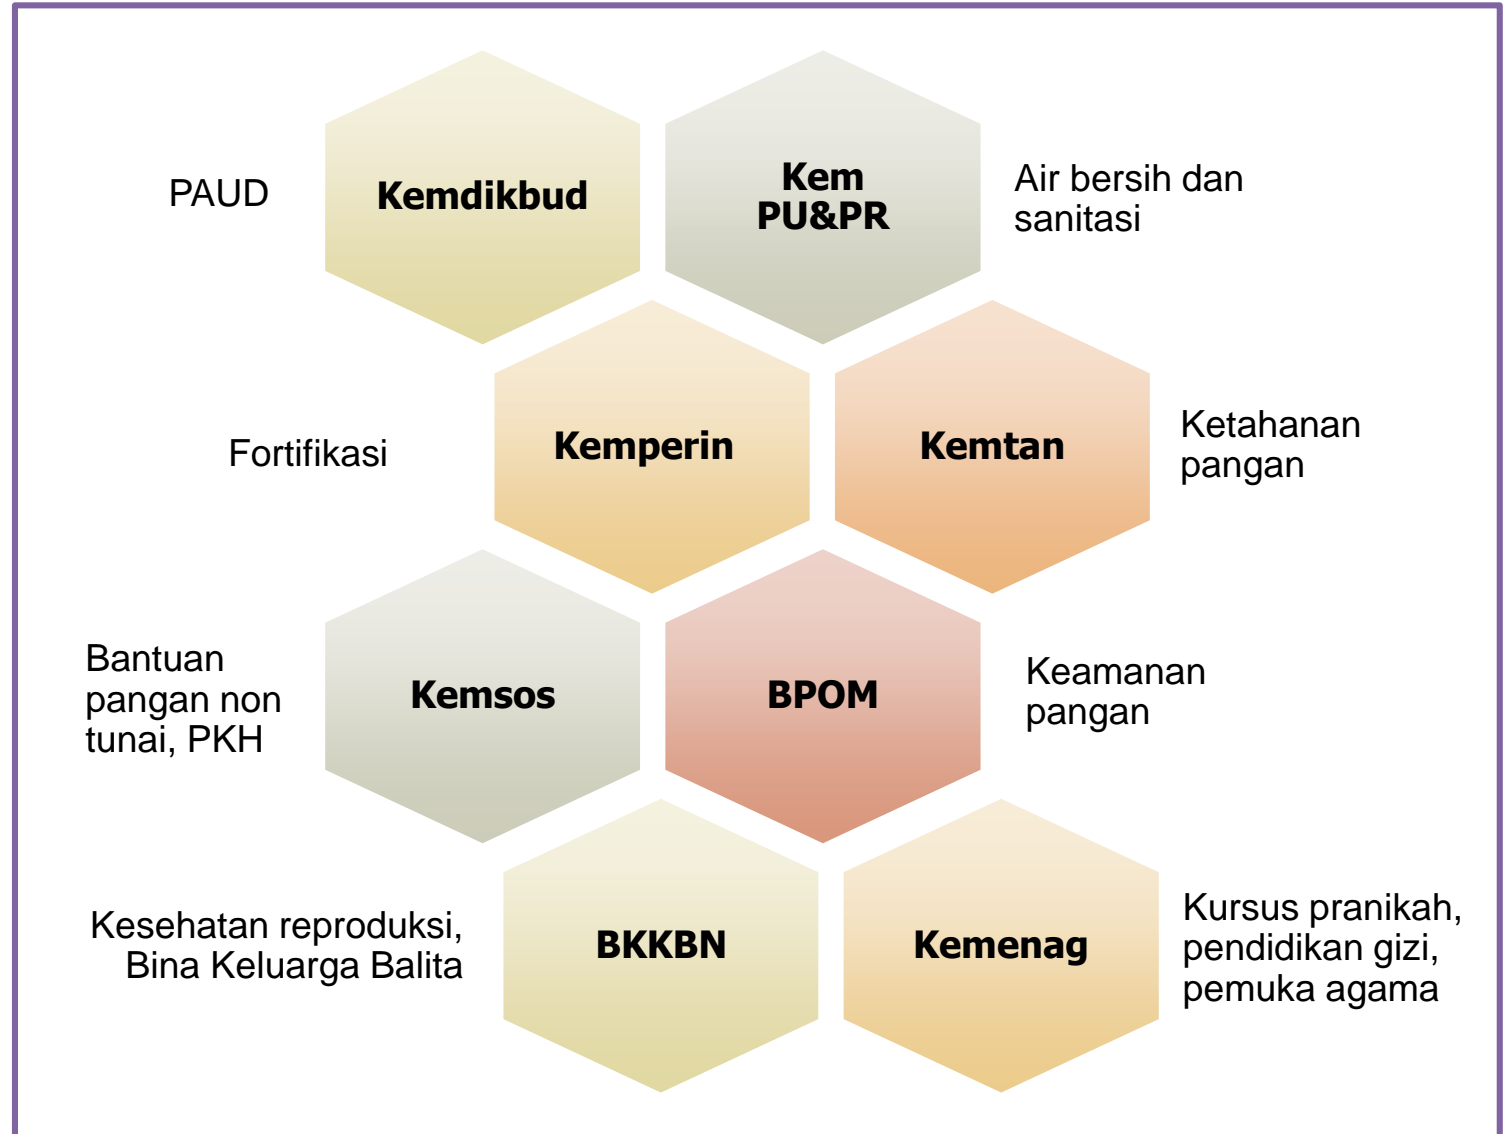 PAUD
Kemdikbud
Kem
PU&PR
Air bersih dan
sanitasi
Fortifikasi
Kemperin
Kemtan
Ketahanan
pangan
Bantuan
pangan non
tunai, PKH
Kemsos
BPOM
Keamanan
pangan
Kesehatan reproduksi,
Bina Keluarga Balita
BKKBN
Kemenag
Kursus pranikah,
pendidikan gizi,
pemuka agama